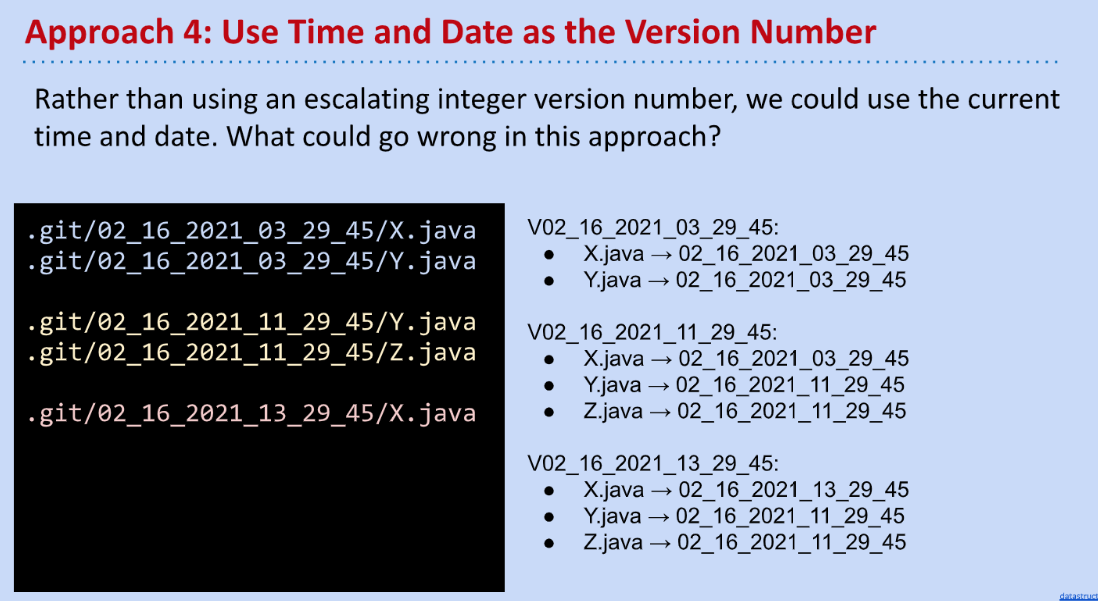 Approach 4: Use Time and Date as the Version Number
Rather than using an escalating integer version number, we could use the current
time and date. What could go wrong in this approach?
.git/02_16_2021_03_29_45/X.java
.git/02_16_2021_03_29_45/Y.java
.git/02_16_2021_11_29_45/Y.java
.git/02_16_2021_11_29_45/Z.java
.git/02_16_2021_13_29_45/X.java
V02_16_2021_03_29_45:
● X.java → 02_16_2021_03_29_45
● Y.java → 02_16_2021_03_29_45
V02_16_2021_11_29_45:
● X.java → 02_16_2021_03_29_45
● Y.java → 02_16_2021_11_29_45
● Z.java → 02_16_2021_11_29_45
V02_16_2021_13_29_45:
● X.java → 02_16_2021_13_29_45
● Y.java → 02_16_2021_11_29_45
● Z.java → 02_16_2021_11_29_45
datastruct